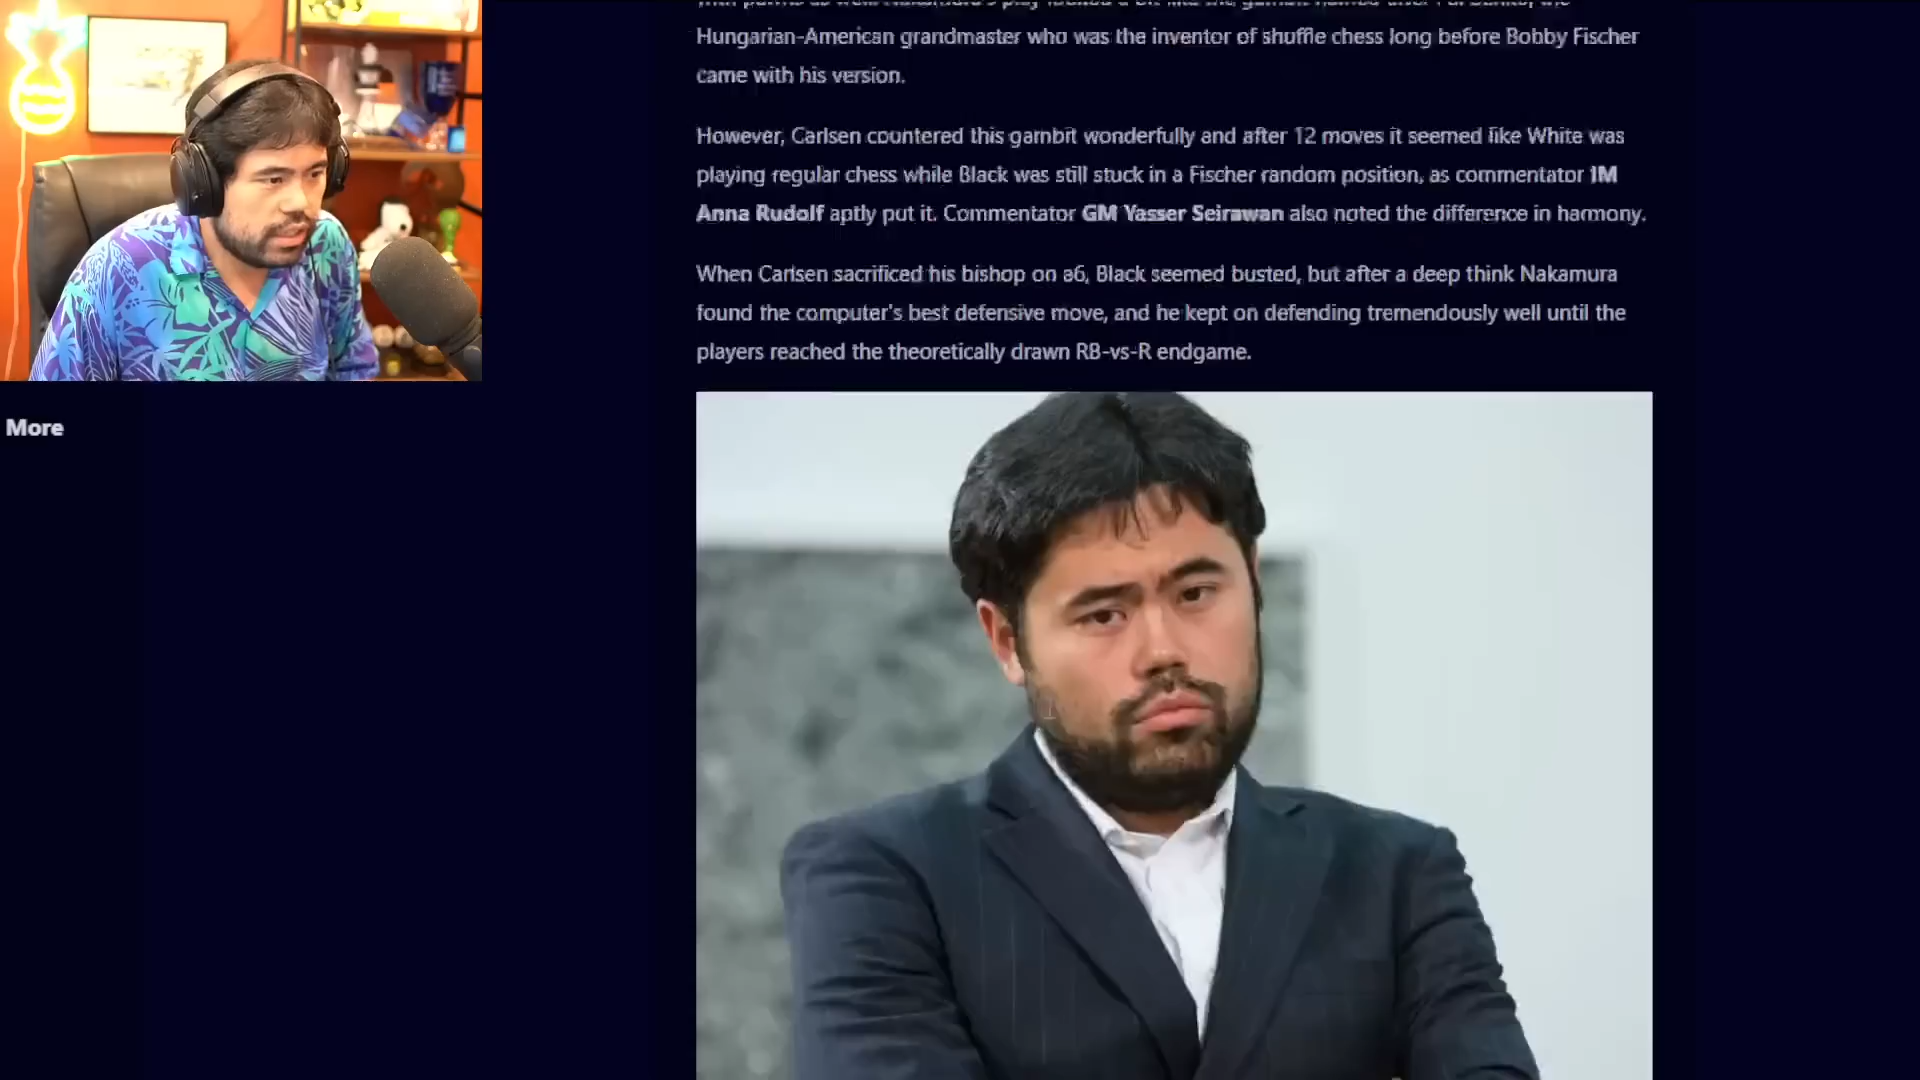 Hungarian-American grandmaster who was the inventor of shuffle chess long before Bobby Fischer
came with his version.
However, Carlsen countered this gambit wonderfully and after 12 moves it seemed like White was
playing regular chess while Black was still stuck in a Fischer random position, as commentator IM
Anna Rudolf aptly put it. Commentator GM Yasser Seirawan also noted the difference in harmony.
When Carlsen sacrificed his bishop on a6, Black seemed busted, but after a deep think Nakamura
found the computer's best defensive move, and he kept on defending tremendously well until the
players reached the theoretically drawn RB-vs-R endgame.
More